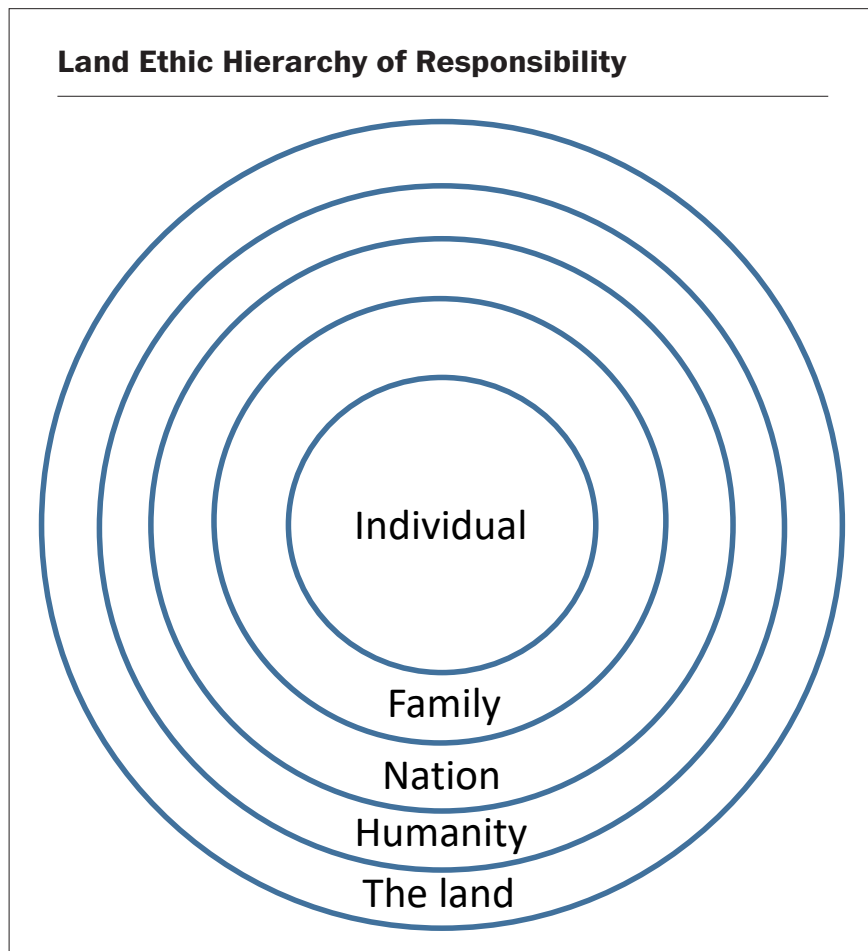 Land Ethic Hierarchy of Responsibility
Individual
Family
Nation
Humanity
The land